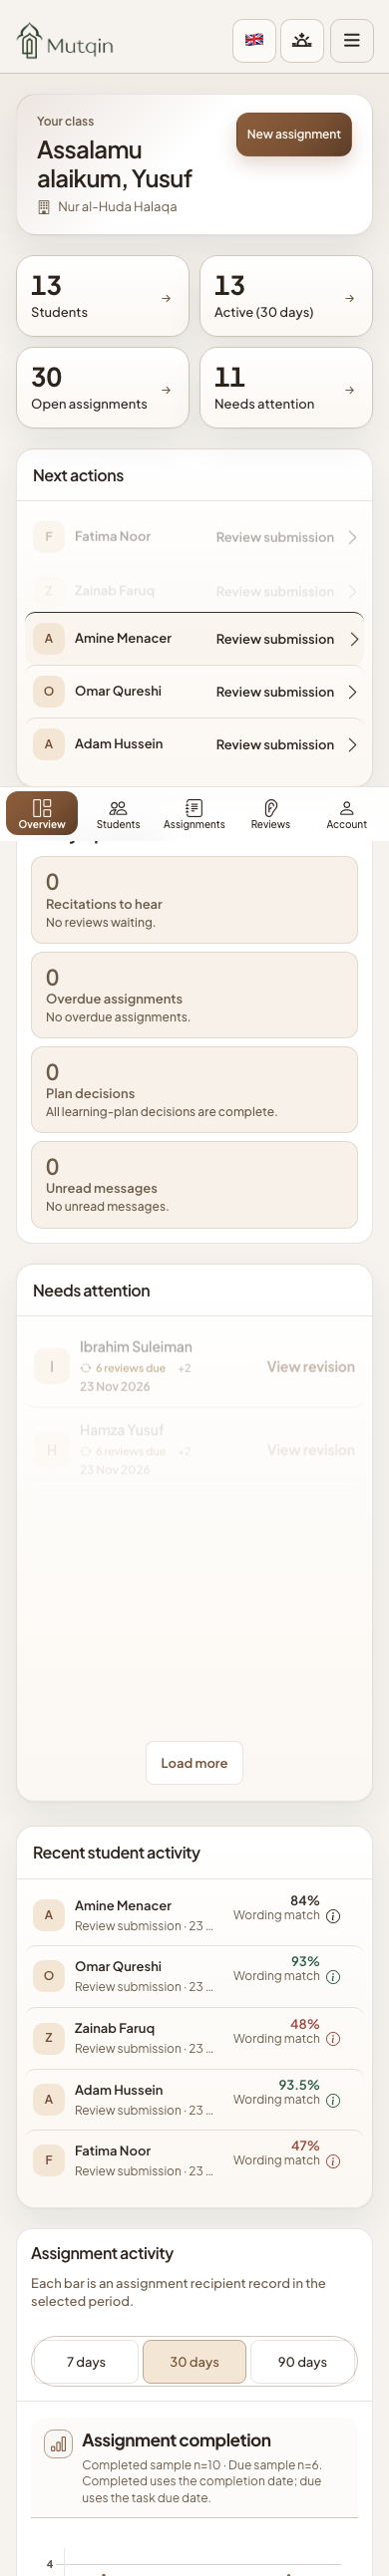 Mutqin
Your class
Assalamu
alaikum, Yusuf
New assignment
Nur al-Huda Halaqa
13
Students
13
Active (30 days)
30
Open assignments
11
Needs attention
Next actions
F Fatima Noor Review submission
Z Zainab Faruq Review submission
A Amine Menacer Review submission
O Omar Qureshi Review submission
A Adam Hussein Review submission
Overview Students Assignments Reviews Account
0
Recitations to hear
No reviews waiting.
0
Overdue assignments
No overdue assignments.
0
Plan decisions
All learning-plan decisions are complete.
0
Unread messages
No unread messages.
Needs attention
I Ibrahim Suleiman
6 reviews due +2
23 Nov 2026
View revision
H Hamza Yusuf
6 reviews due +2
23 Nov 2026
View revision
Load more
Recent student activity
A Amine Menacer
Review submission · 23 ...
84%
Wording match
O Omar Qureshi
Review submission · 23 ...
93%
Wording match
Z Zainab Faruq
Review submission · 23 ...
48%
Wording match
A Adam Hussein
Review submission · 23 ...
93.5%
Wording match
F Fatima Noor
Review submission · 23 ...
47%
Wording match
Assignment activity
Each bar is an assignment recipient record in the
selected period.
7 days 30 days 90 days
Assignment completion
Completed sample n=10 · Due sample n=6.
Completed uses the completion date; due
uses the task due date.
4